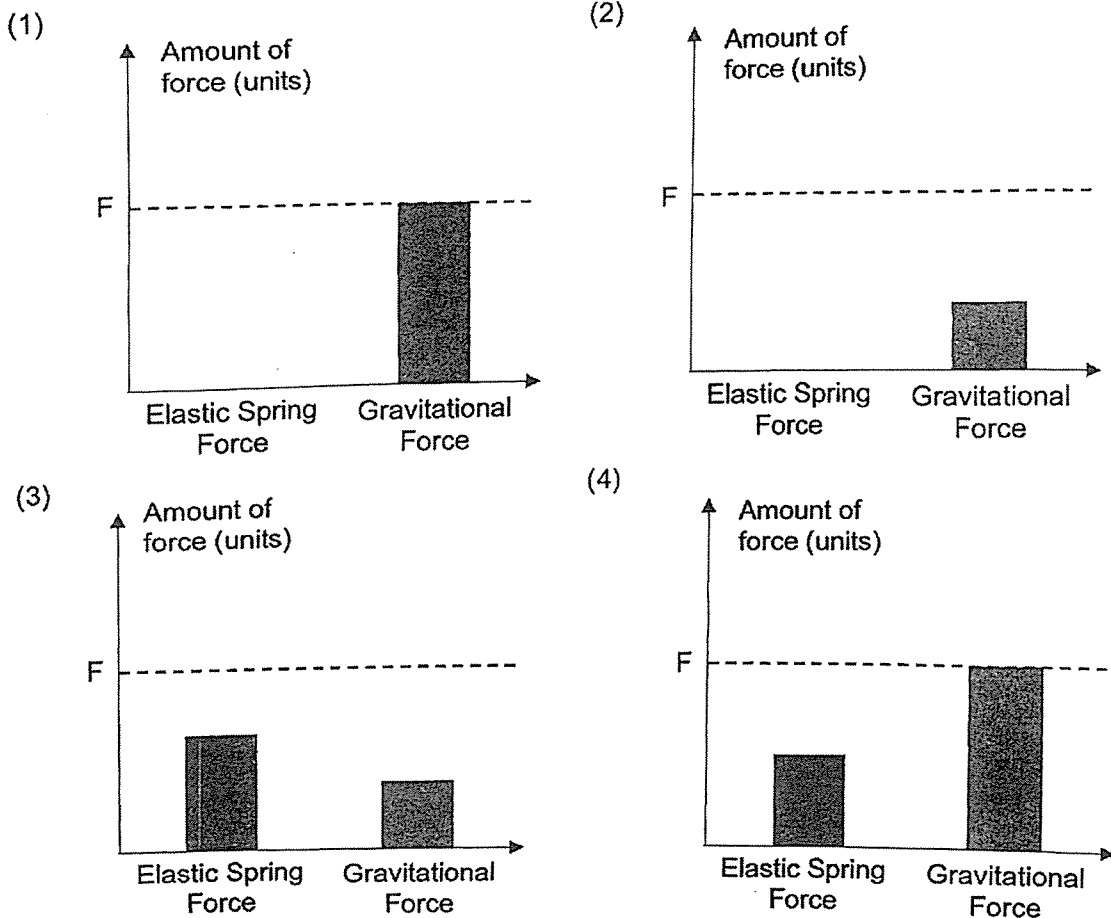 (1)
Amount of
force (units)
F
Elastic Spring
Force
Gravitational
Force
(2)
Amount of
force (units)
F
Elastic Spring
Force
Gravitational
Force
(3)
Amount of
force (units)
F
Elastic Spring
Force
Gravitational
Force
(4)
Amount of
force (units)
F
Elastic Spring
Force
Gravitational
Force